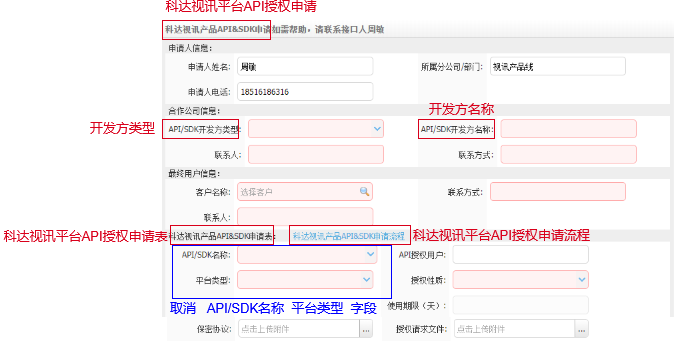 科达视讯平台API授权申请
科达视讯产品API&SDK申请如需帮助，请联系接口人周敏
申请人信息：
申请人姓名： 周敏 所属分公司/部门： 视讯产品线
申请人电话： 18516186316
合作公司信息： 开发方名称
开发方类型 API/SDK开发方类型： API/SDK开发方名称：
联系人： 联系方式：
最终用户信息：
客户名称： 选择客户 联系方式：
联系人：
科达视讯平台API授权申请表 科达视讯产品API&SDK申请表： 科达视讯产品API&SDK申请流程 科达视讯平台API授权申请流程
API/SDK名称： API授权用户：
平台类型： 授权性质：
取消 API/SDK名称 平台类型 字段 使用期限（天）：
保密协议： 点击上传附件 ... 授权请求文件： 点击上传附件 ...